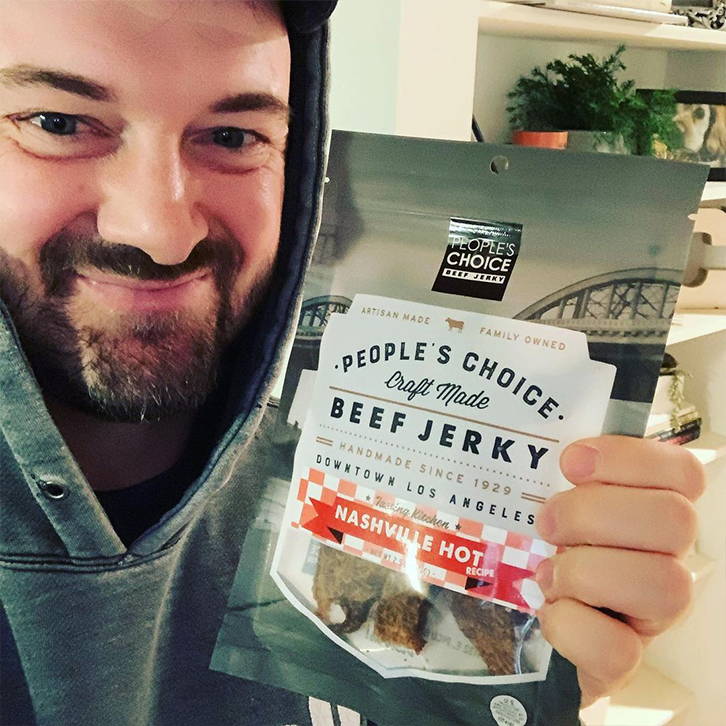 PEOPLE'S
CHOICE
BEEF JERKY
ARTISAN MADE FAMILY OWNED
PEOPLE'S CHOICE
Craft Made
BEEF JERKY
HANDMADE SINCE 1929
DOWNTOWN LOS ANGELES
Tasting Kitchen
NASHVILLE HOT
RECIPE